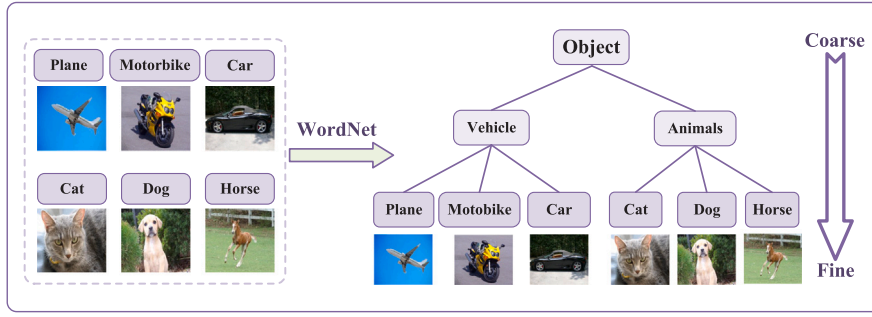 Plane Motorbike Car
Cat Dog Horse
WordNet
Object
Vehicle Animals
Plane Motobike Car Cat Dog Horse
Coarse
Fine